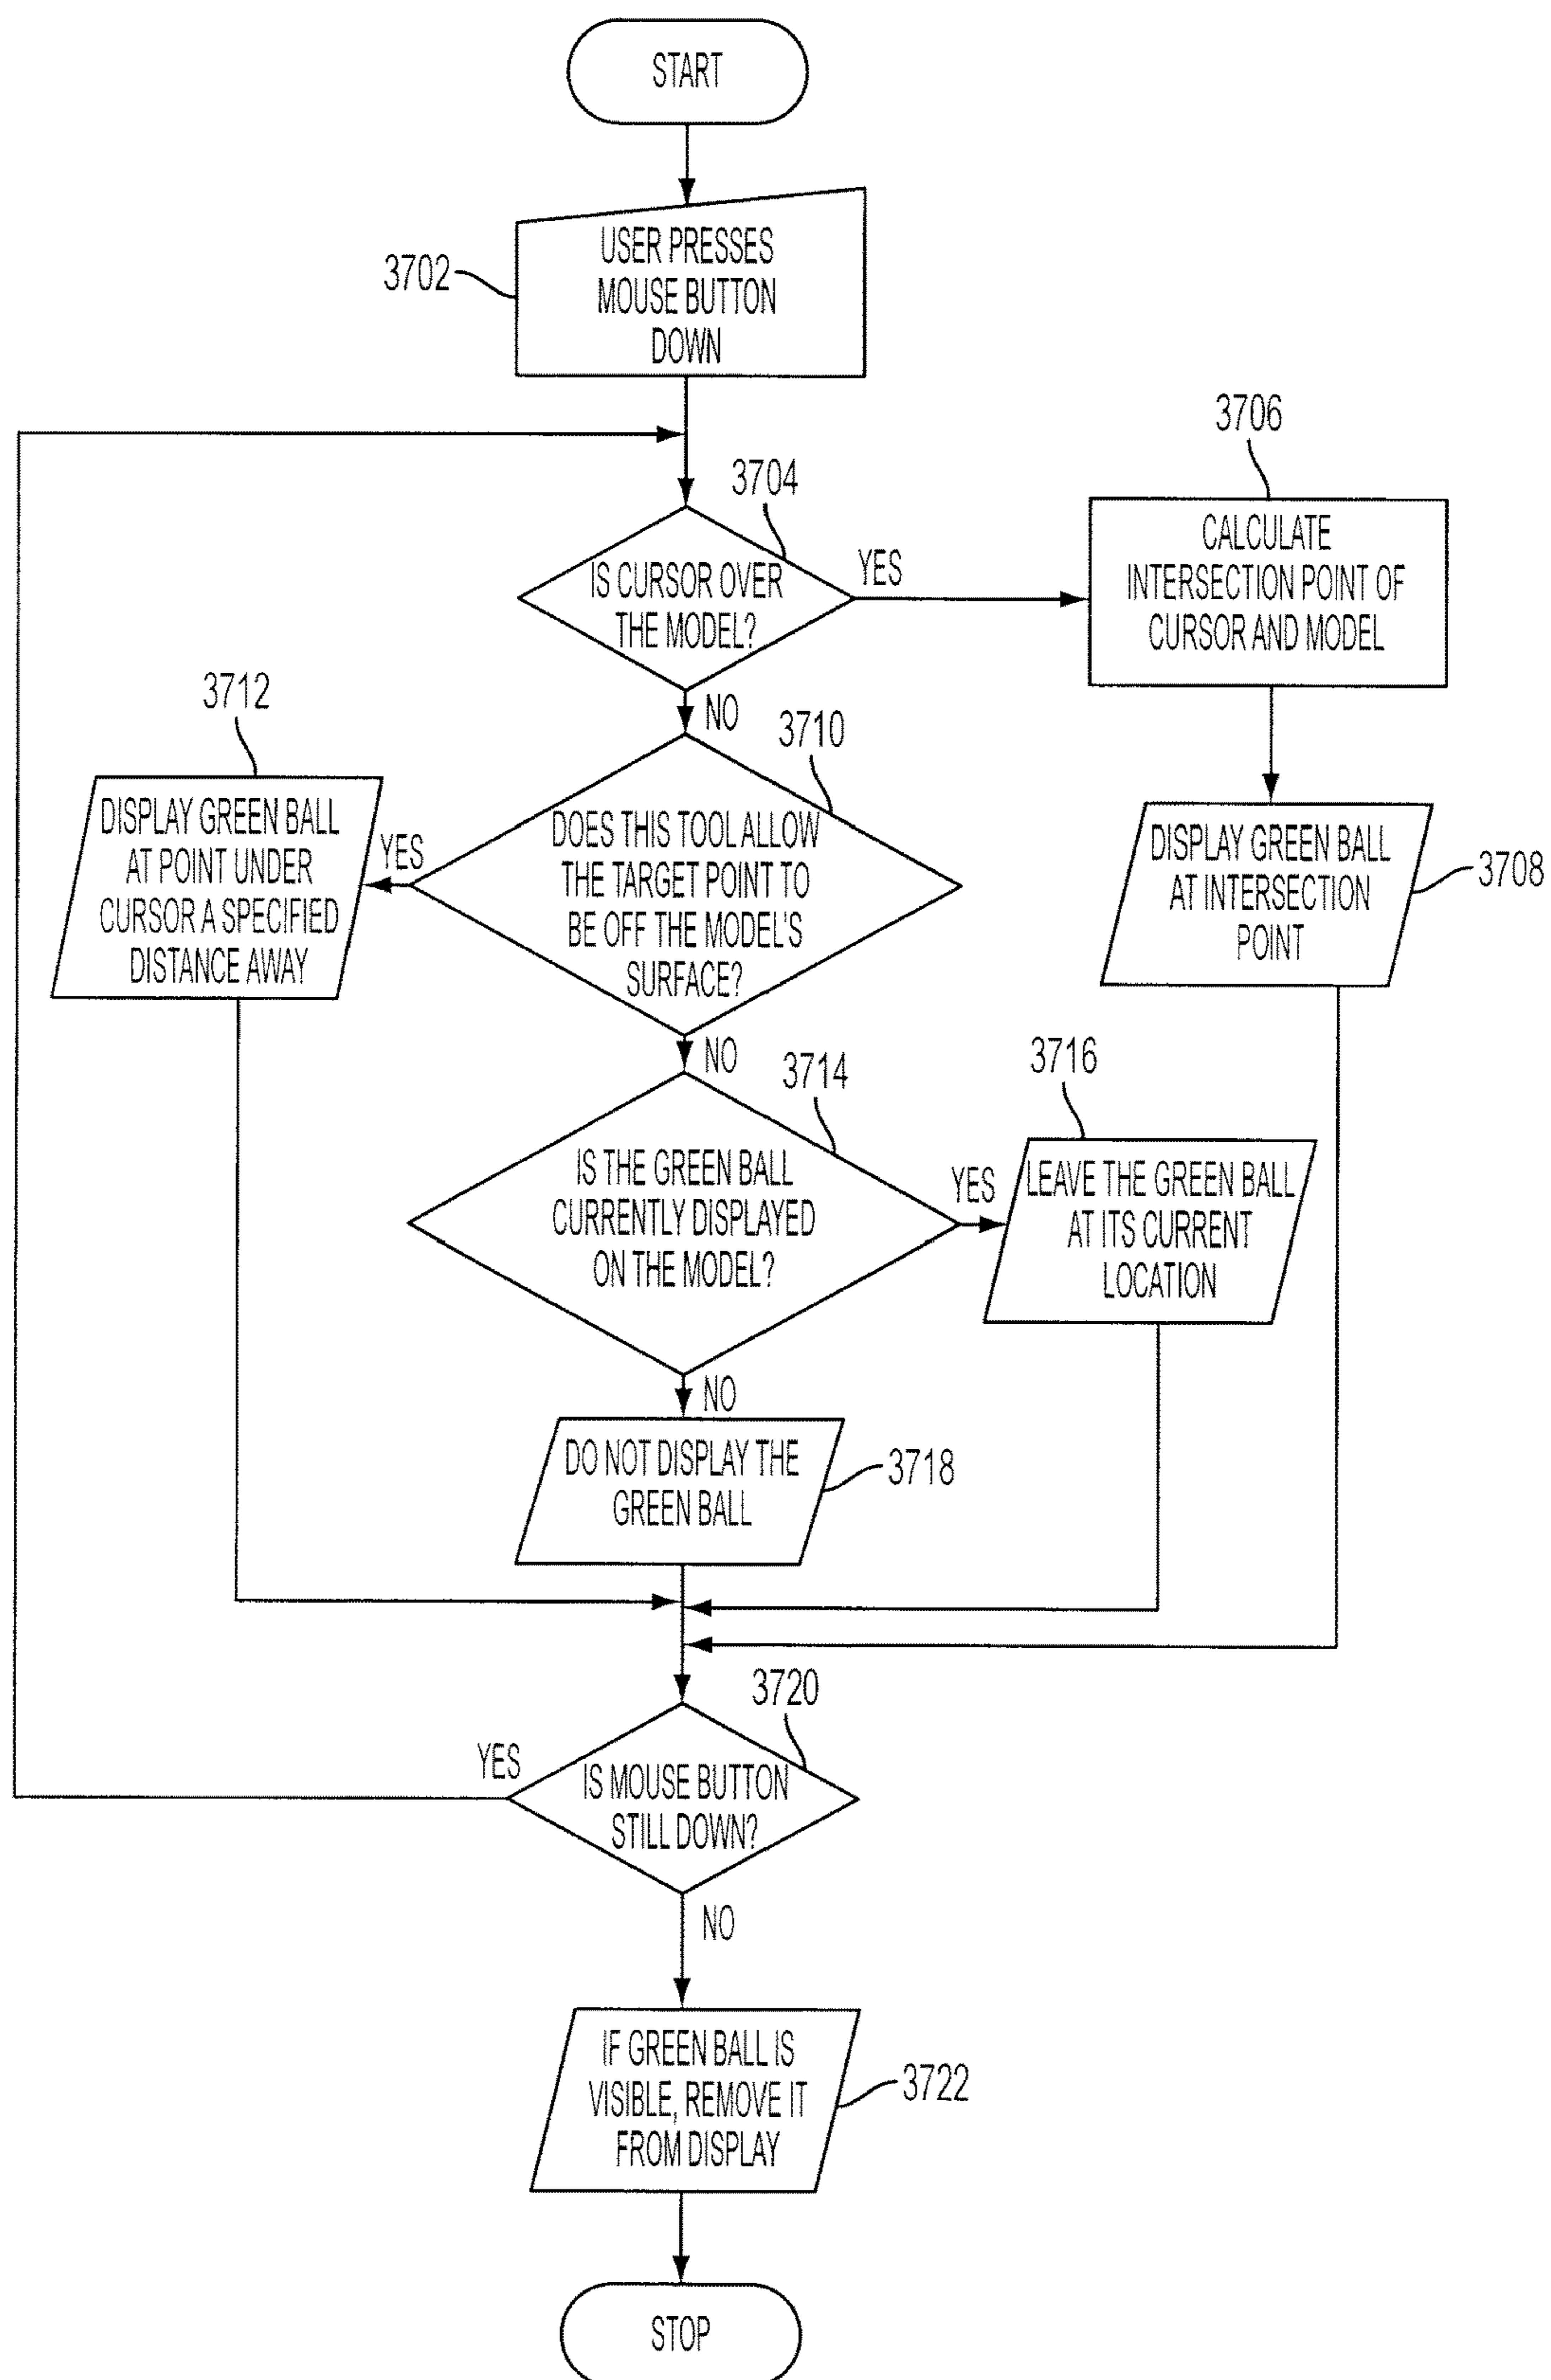 START
3702
USER PRESSES
MOUSE BUTTON
DOWN
3704
IS CURSOR OVER
THE MODEL?
YES
3706
CALCULATE
INTERSECTION POINT OF
CURSOR AND MODEL
NO
3708
DISPLAY GREEN BALL
AT INTERSECTION
POINT
3710
DOES THIS TOOL ALLOW
THE TARGET POINT TO
BE OFF THE MODEL'S
SURFACE?
YES
3712
DISPLAY GREEN BALL
AT POINT UNDER
CURSOR A SPECIFIED
DISTANCE AWAY
NO
3714
IS THE GREEN BALL
CURRENTLY DISPLAYED
ON THE MODEL?
YES
3716
LEAVE THE GREEN BALL
AT ITS CURRENT
LOCATION
NO
DO NOT DISPLAY THE
GREEN BALL
3718
3720
IS MOUSE BUTTON
STILL DOWN?
YES
NO
IF GREEN BALL IS
VISIBLE, REMOVE IT
FROM DISPLAY
3722
STOP